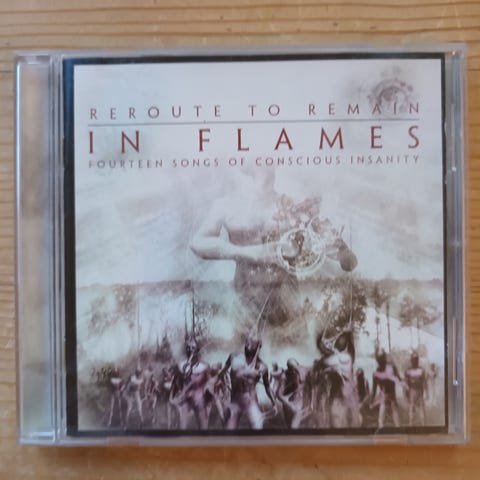 REROUTE TO REMAIN
IN FLAMES
FOURTEEN SONGS OF CONSCIOUS INSANITY